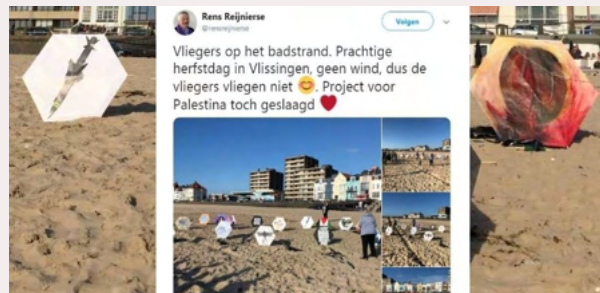 Rens Reijnierse
@rensreijnierse
Volgen
Vliegers op het badstrand. Prachtige
herfstdag in Vlissingen, geen wind, dus de
vliegers vliegen niet 😊. Project voor
Palestina toch geslaagd ❤️